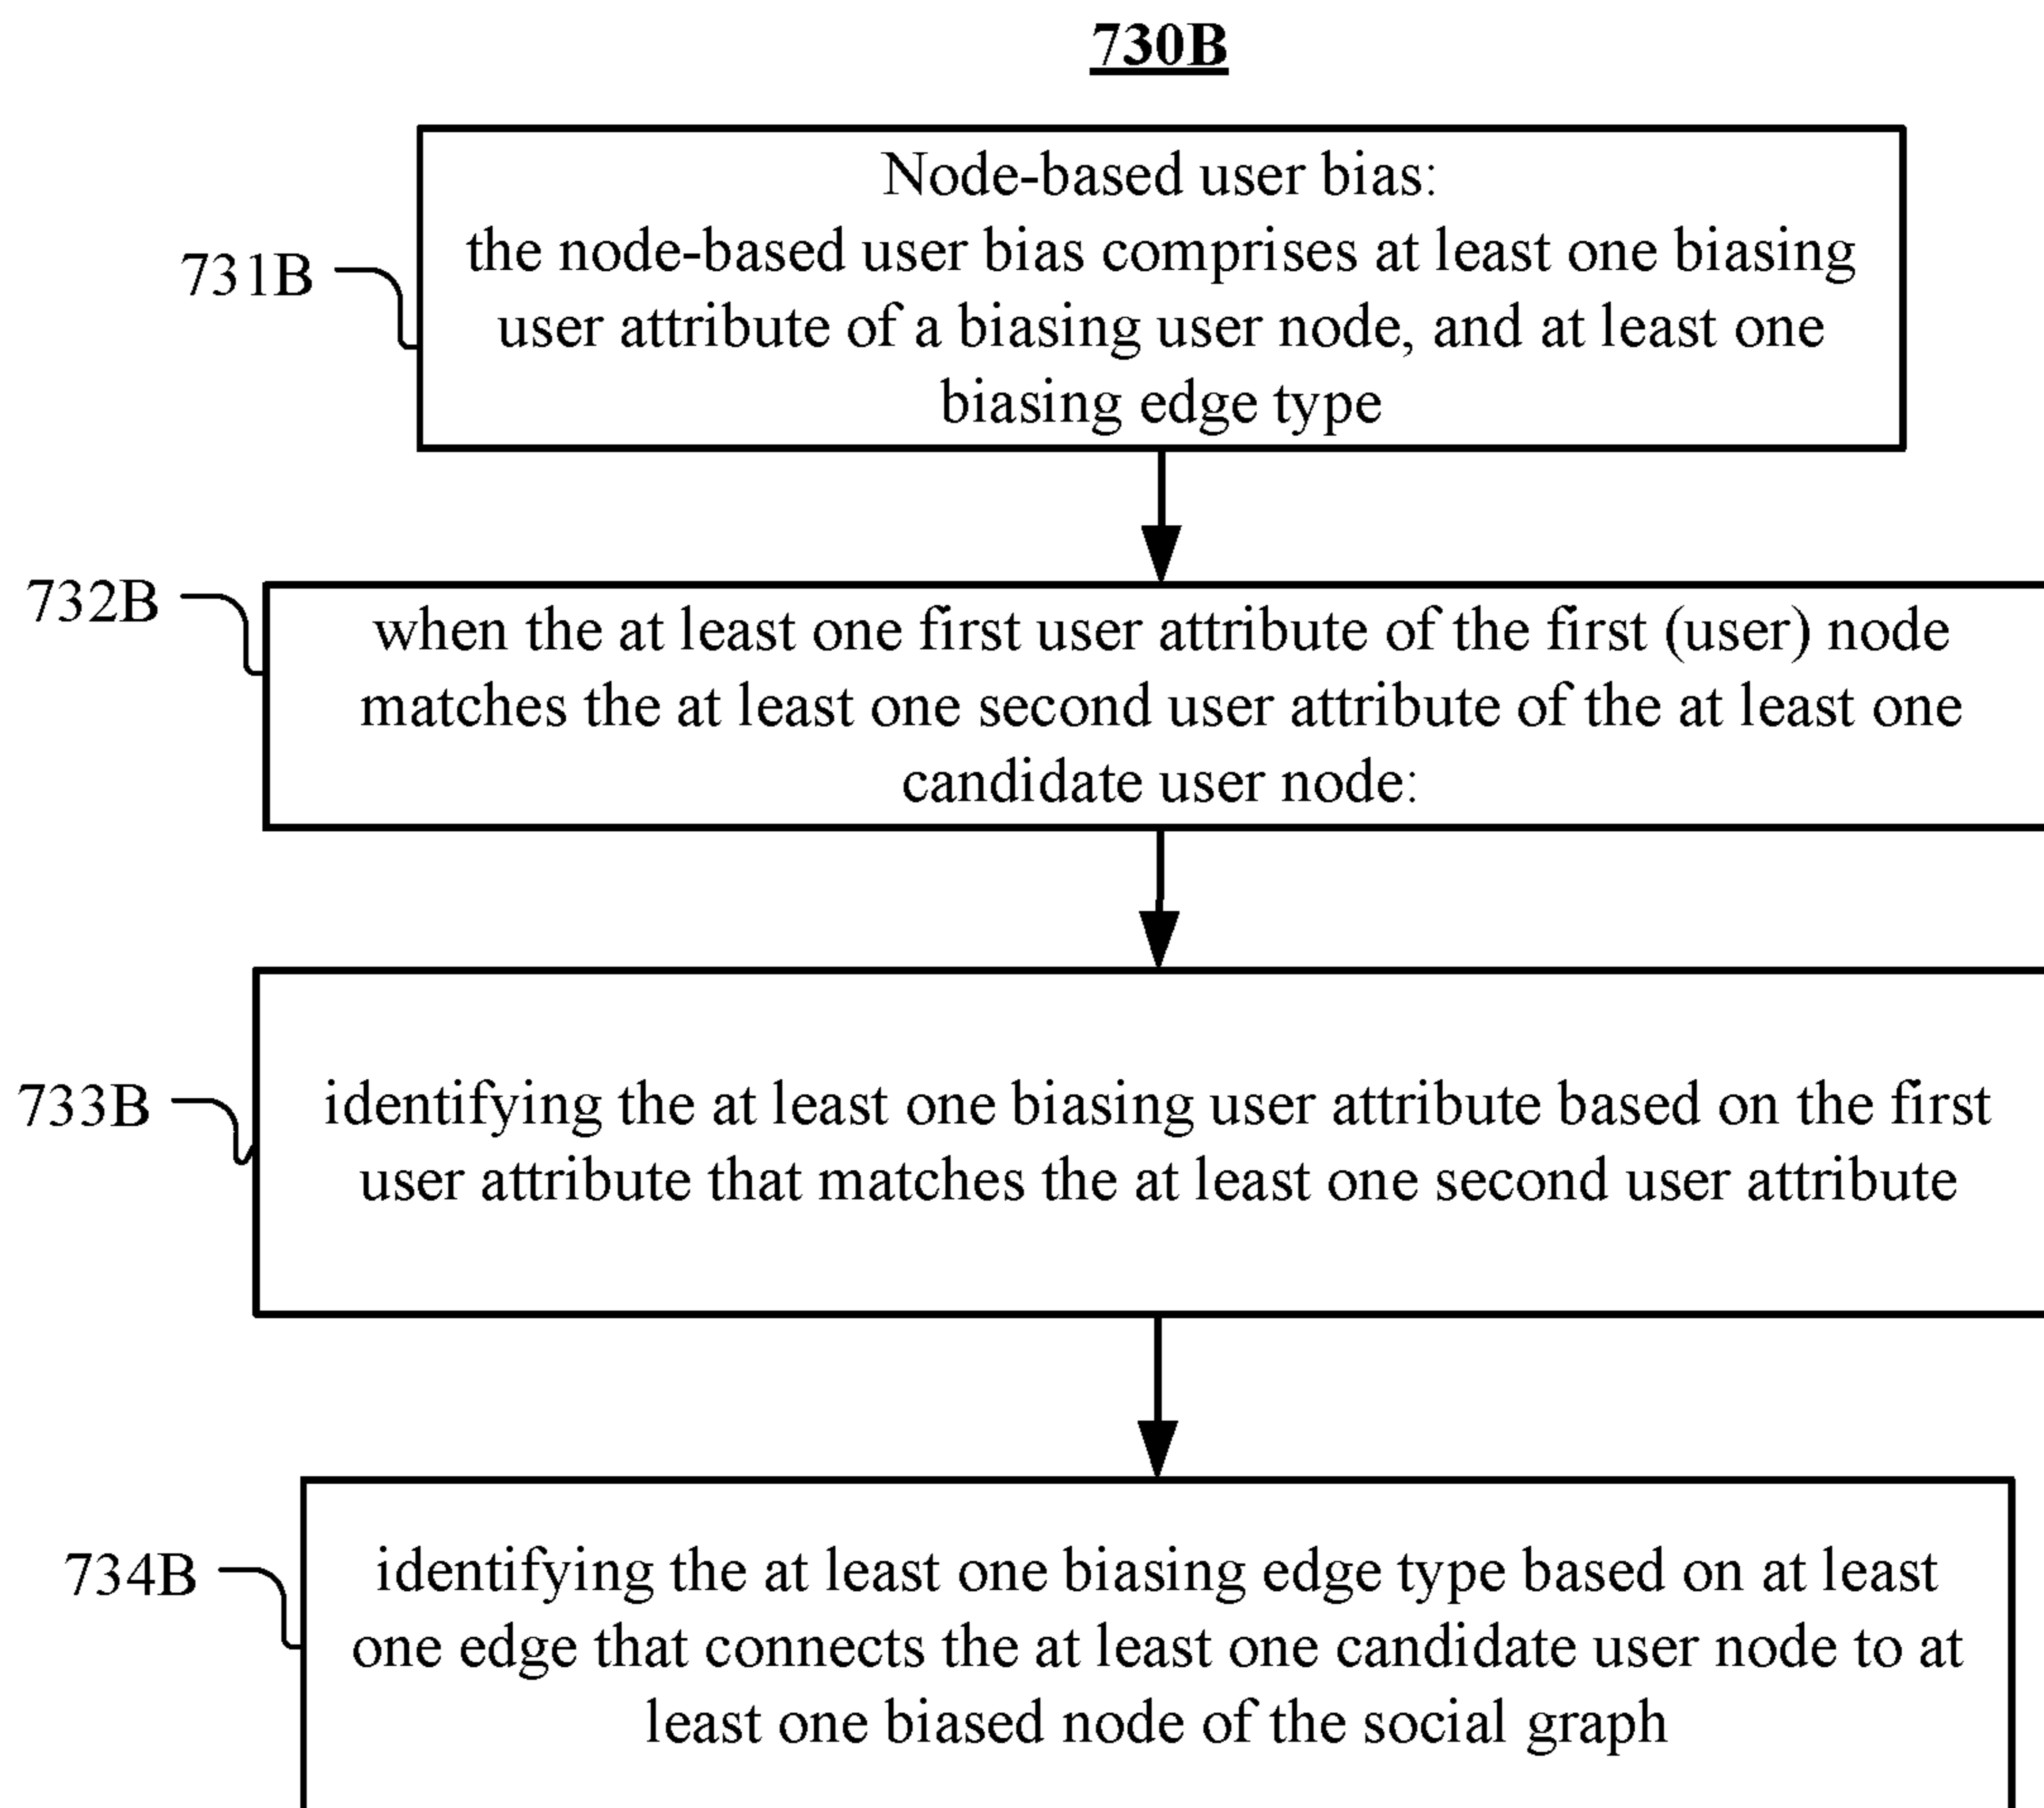 730B
Node-based user bias:
the node-based user bias comprises at least one biasing
user attribute of a biasing user node, and at least one
biasing edge type
731B
732B
when the at least one first user attribute of the first (user) node
matches the at least one second user attribute of the at least one
candidate user node:
733B
identifying the at least one biasing user attribute based on the first
user attribute that matches the at least one second user attribute
734B
identifying the at least one biasing edge type based on at least
one edge that connects the at least one candidate user node to at
least one biased node of the social graph